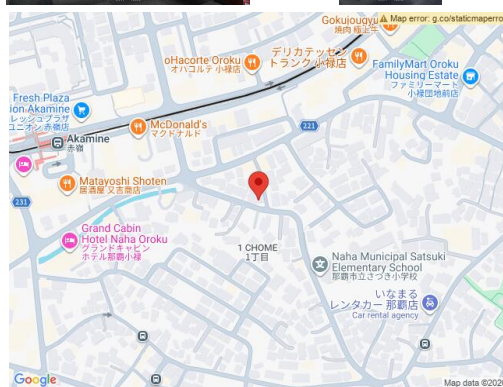 Map error: g.co/staticmaperro
Gokujougyu
焼肉 極上牛
oHacorte Oroku
オハコルテ 小禄店
デリカテッセン
トランク 小禄店
FamilyMart Oroku
Housing Estate
ファミリーマート
小禄団地前店
Fresh Plaza
ion Akamine
レッシュプラザ
ユニオン 赤嶺店
McDonald's
マクドナルド
221
Akamine
赤嶺
Matayoshi Shoten
居酒屋 又吉商店
231
Grand Cabin
Hotel Naha Oroku
グランドキャビン
ホテル那覇小禄
1 CHOME
1丁目
Naha Municipal Satsuki
Elementary School
那覇市立さつき小学校
いなまる
レンタカー 那覇店
Car rental agency
Google
Map data ©202